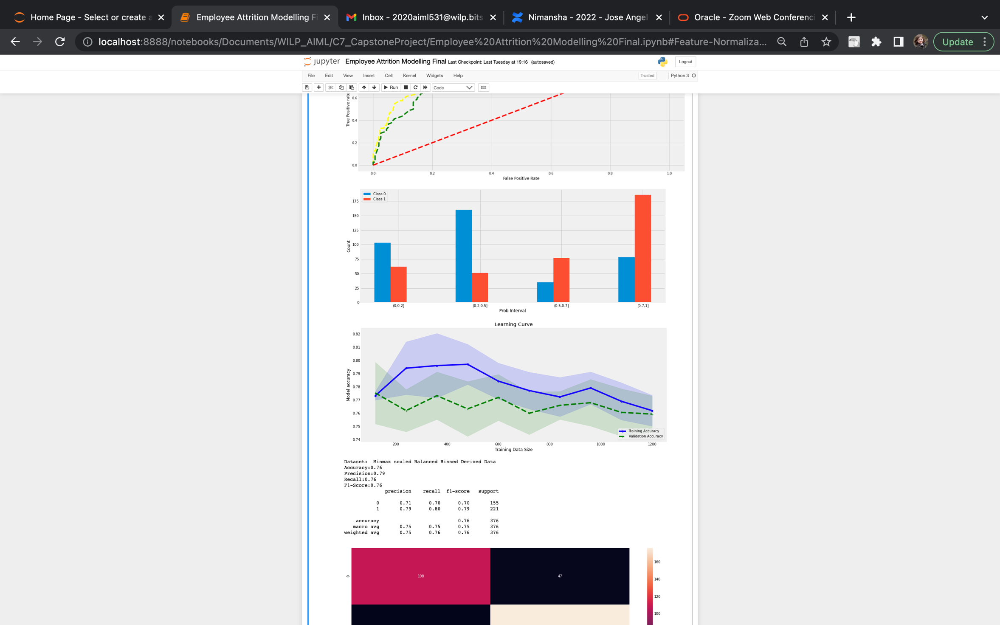 Home Page - Select or create a
Employee Attrition Modelling Fi
Inbox - 2020aiml531@wilp.bits
Nimansha - 2022 - Jose Angel
Oracle - Zoom Web Conferenci
localhost:8888/notebooks/Documents/WILP_AIML/C7_CapstoneProject/Employee%20Attrition%20Modelling%20Final.ipynb#Feature-Normaliza...
Update
jupyter Employee Attrition Modelling Final Last Checkpoint: Last Tuesday at 19:16 (autosaved)
Logout
File Edit View Insert Cell Kernel Widgets Help
Trusted
Python 3
Run
Code
True Positive rate
0.6
0.4
0.2
0.0
0.0 0.2 0.4 0.6 0.8 1.0
False Positive Rate
Class 0
Class 1
Count
175
150
125
100
75
50
25
0
(0,0.2] (0.2,0.5] (0.5,0.7] (0.7,1]
Prob Interval
Learning Curve
Model accuracy
0.82
0.81
0.80
0.79
0.78
0.77
0.76
0.75
0.74
Training Accuracy
Validation Accuracy
200 400 600 800 1000 1200
Training Data Size
Dataset: Minmax scaled Balanced Binned Derived Data
Accuracy:0.76
Precision:0.79
Recall:0.76
F1-Score:0.76
precision recall f1-score support
0 0.71 0.70 0.70 155
1 0.79 0.80 0.79 221
accuracy 0.76 376
macro avg 0.75 0.75 0.75 376
weighted avg 0.75 0.76 0.76 376
0
108 47
160
140
120
100